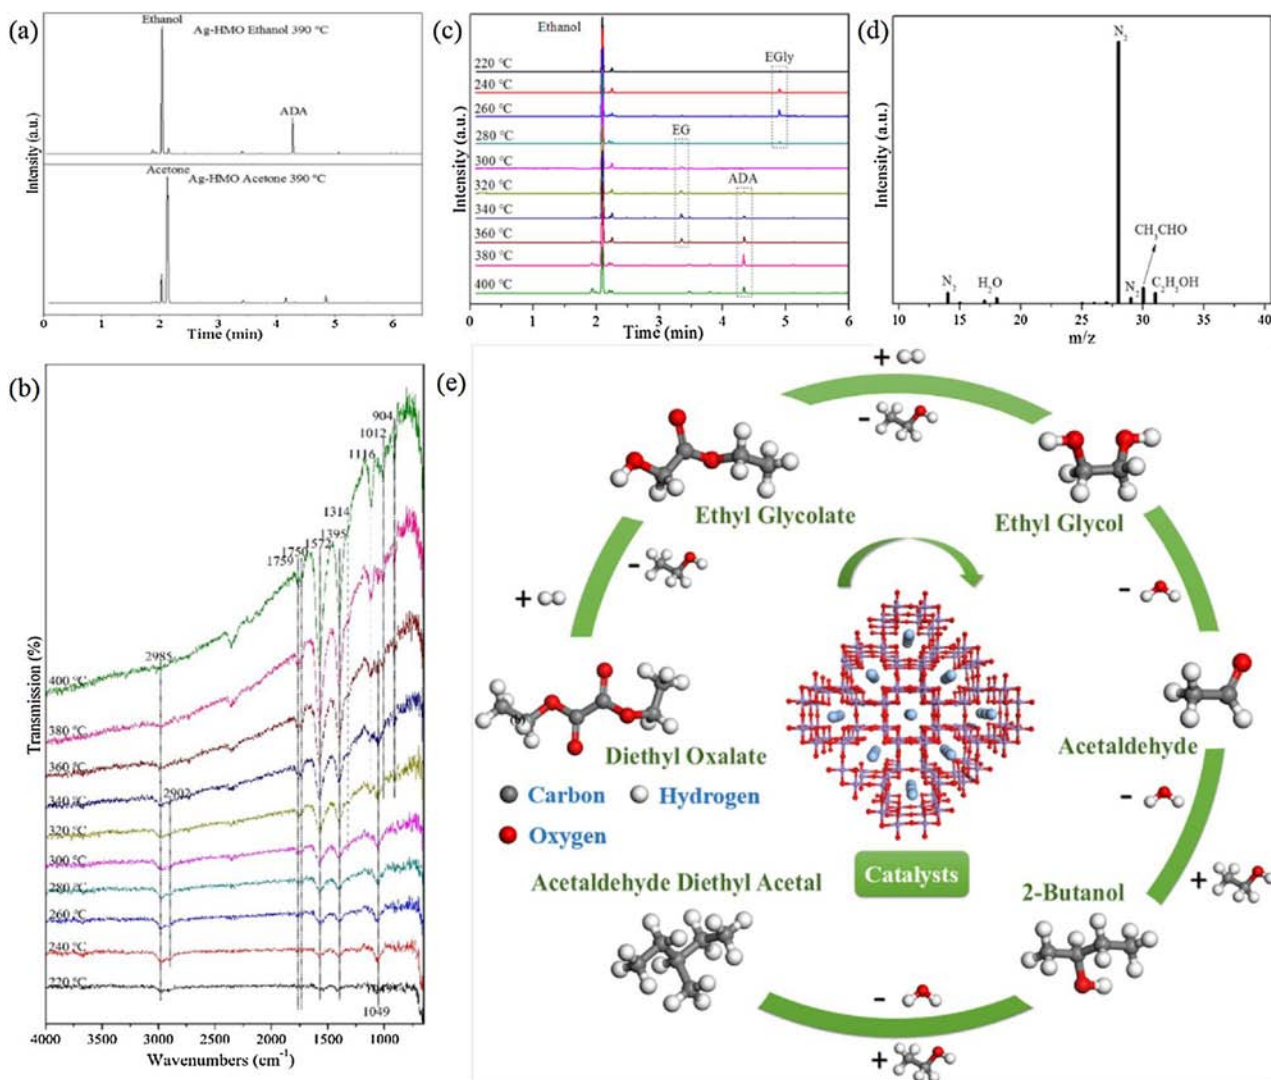 (a)
Ethanol
Ag-HMO Ethanol 390 °C
ADA
Acetone
Ag-HMO Acetone 390 °C
Intensity (a.u.)
0 1 2 3 4 5 6
Time (min)
(c)
Ethanol
EGly
220 °C
240 °C
260 °C
EG
280 °C
300 °C
ADA
320 °C
340 °C
360 °C
380 °C
400 °C
Intensity (a.u.)
0 1 2 3 4 5 6
Time (min)
(d)
N2
CH3CHO
N2
H2O
N2
C2H5OH
Intensity (a.u.)
10 15 20 25 30 35 40
m/z
(b)
904
1012
1116
1314
1395
1572
1750
1759
2985
400 °C
380 °C
360 °C
2902
340 °C
320 °C
300 °C
280 °C
260 °C
240 °C
220 °C
1049
Transmission (%)
4000 3500 3000 2500 2000 1500 1000
Wavenumbers (cm-1)
(e)
+
-
Ethyl Glycolate
Ethyl Glycol
-
-
+
Diethyl Oxalate
Acetaldehyde
Carbon Hydrogen
-
Oxygen
+
Acetaldehyde Diethyl Acetal
Catalysts
2-Butanol
-
+